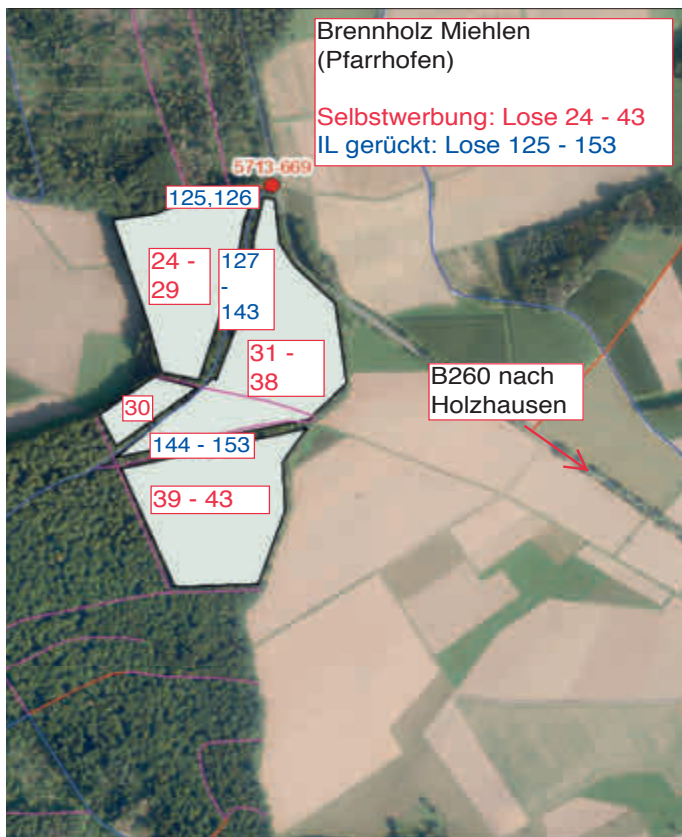 Brennholz Miehlen
(Pfarrhofen)
Selbstwerbung: Lose 24 - 43
IL gerückt: Lose 125 - 153
5713-669
125,126
24 -
29
127
-
143
31 -
38
30
B260 nach
Holzhausen
144 - 153
39 - 43